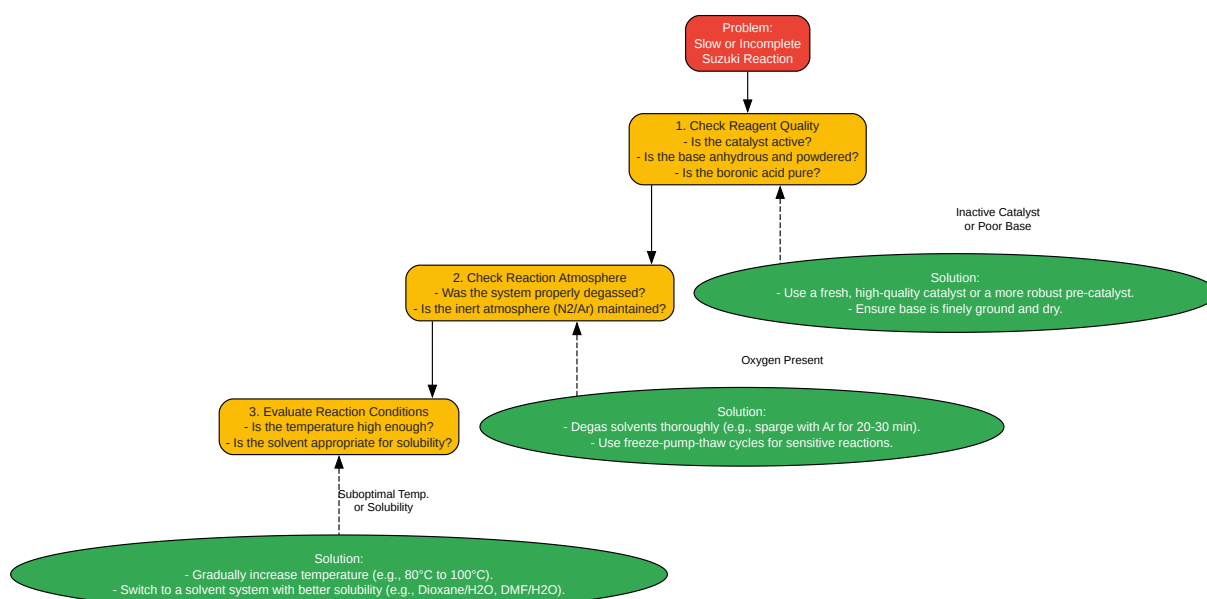 Problem:
Slow or Incomplete
Suzuki Reaction
1. Check Reagent Quality
- Is the catalyst active?
- Is the base anhydrous and powdered?
- Is the boronic acid pure?
Inactive Catalyst
or Poor Base
Solution:
- Use a fresh, high-quality catalyst or a more robust pre-catalyst.
- Ensure base is finely ground and dry.
2. Check Reaction Atmosphere
- Was the system properly degassed?
- Is the inert atmosphere (N2/Ar) maintained?
Oxygen Present
Solution:
- Degas solvents thoroughly (e.g., sparge with Ar for 20-30 min).
- Use freeze-pump-thaw cycles for sensitive reactions.
3. Evaluate Reaction Conditions
- Is the temperature high enough?
- Is the solvent appropriate for solubility?
Suboptimal Temp.
or Solubility
Solution:
- Gradually increase temperature (e.g., 80°C to 100°C).
- Switch to a solvent system with better solubility (e.g., Dioxane/H2O, DMF/H2O).